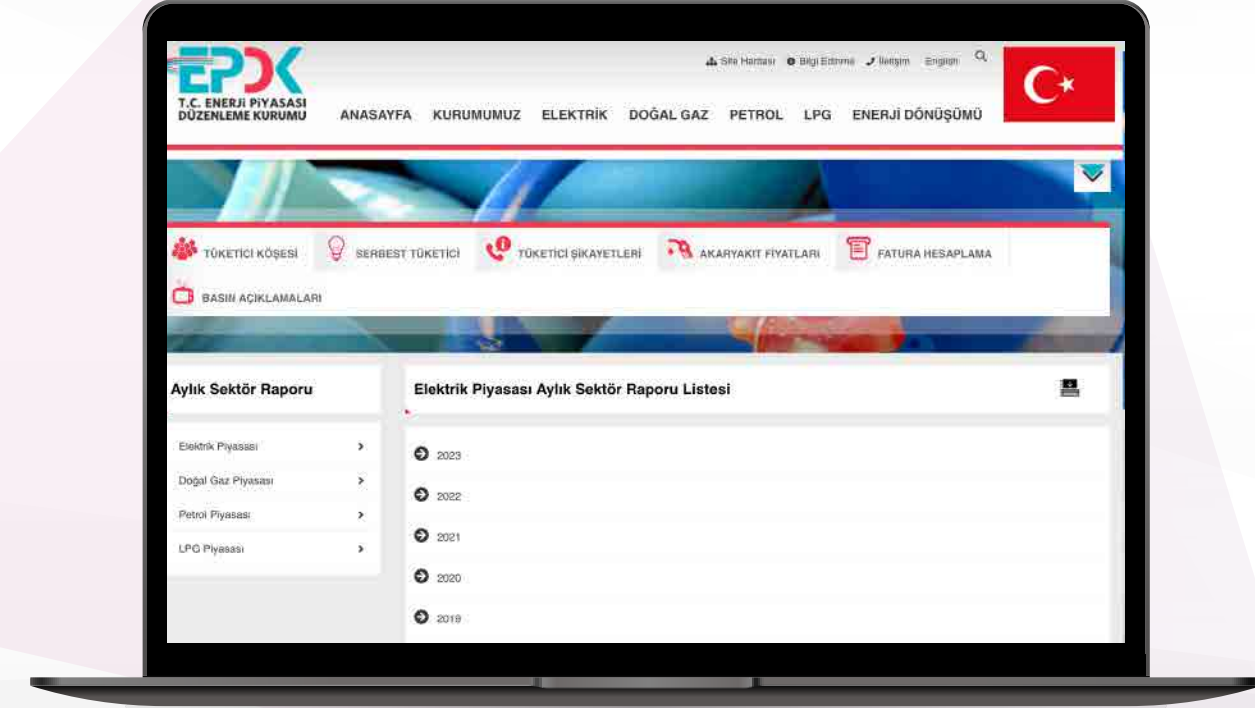 EPDK
T.C. ENERJİ PİYASASI
DÜZENLEME KURUMU
Site Haritası Bilgi Edinme İletişim English
ANASAYFA KURUMUMUZ ELEKTRİK DOĞAL GAZ PETROL LPG ENERJİ DÖNÜŞÜMÜ
TÜKETİCİ KÖŞESİ SERBEST TÜKETİCİ TÜKETİCİ ŞİKAYETLERİ AKARYAKIT FİYATLARI FATURA HESAPLAMA
BASIN AÇIKLAMALARI
Aylık Sektör Raporu
Elektrik Piyasası
Doğal Gaz Piyasası
Petrol Piyasası
LPG Piyasası
Elektrik Piyasası Aylık Sektör Raporu Listesi
2023
2022
2021
2020
2019